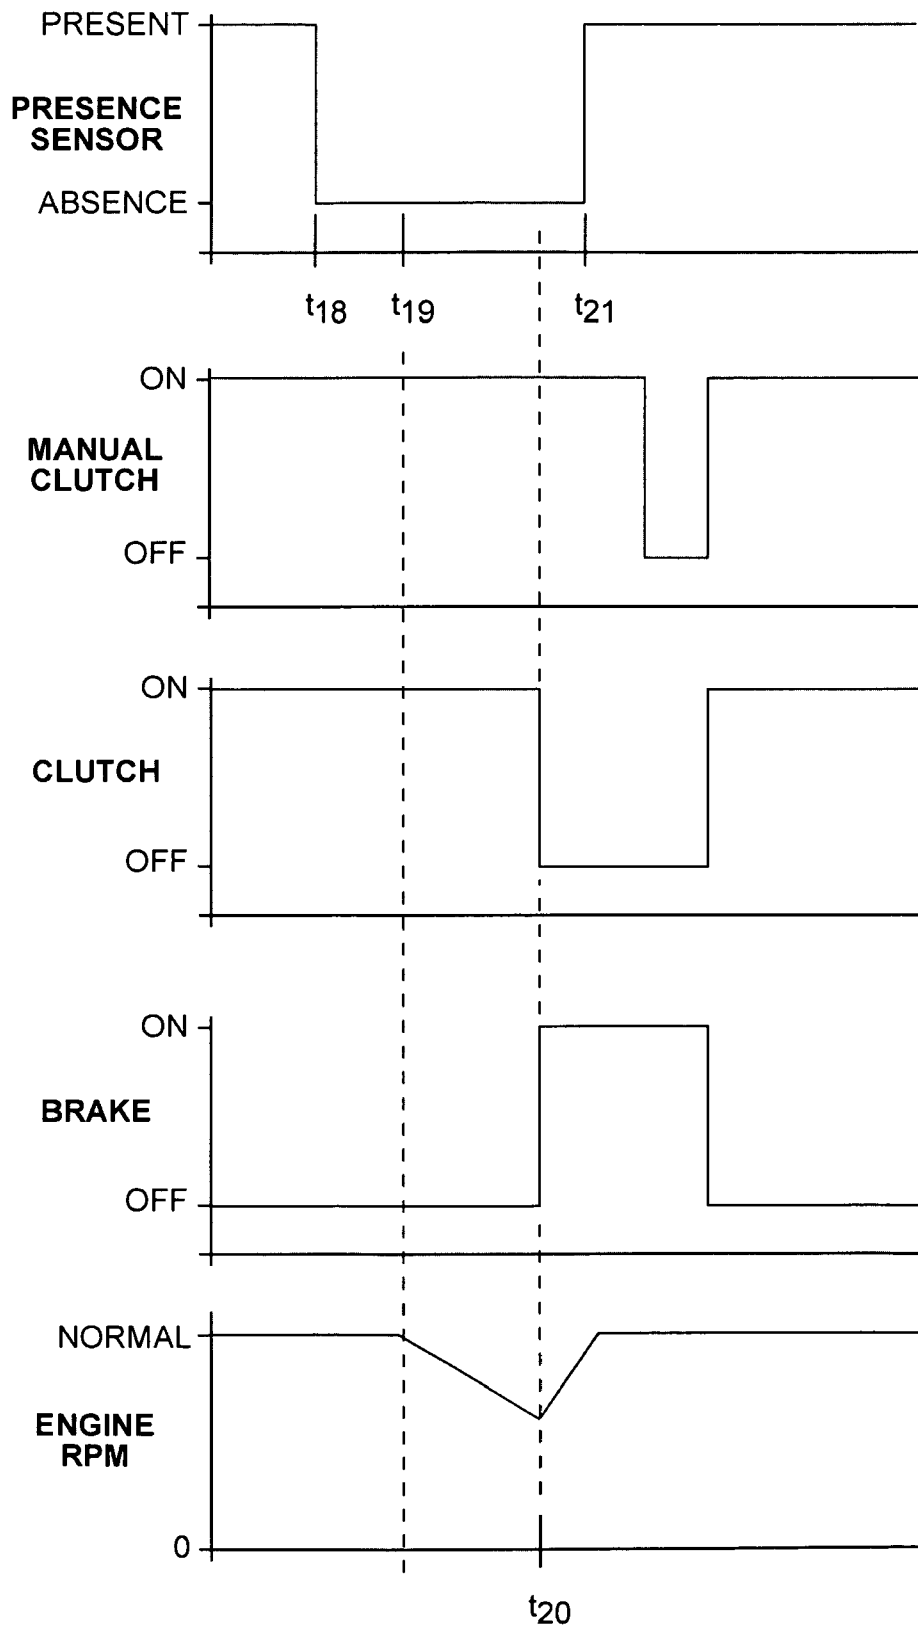 PRESENT
PRESENCE
SENSOR
ABSENCE
t18 t19 t21
ON
MANUAL
CLUTCH
OFF
ON
CLUTCH
OFF
ON
BRAKE
OFF
NORMAL
ENGINE
RPM
0
t20